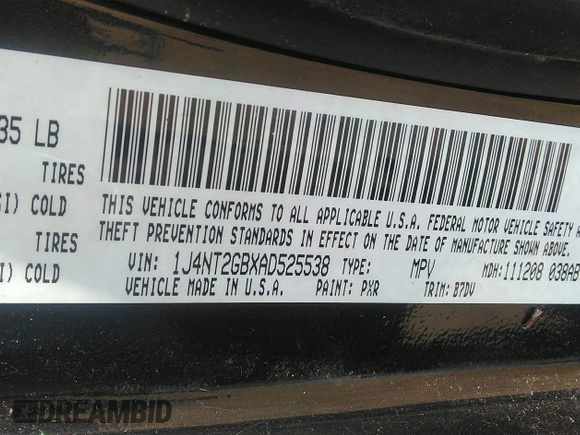 35 LB
TIRES
SI) COLD
TIRES
I) COLD
THIS VEHICLE CONFORMS TO ALL APPLICABLE U.S.A. FEDERAL MOTOR VEHICLE SAFETY A
THEFT PREVENTION STANDARDS IN EFFECT ON THE DATE OF MANUFACTURE SHOWN ABOVE.
VIN: 1J4NT2GBXAD525538 TYPE: MPV MDH:111208 038AB
VEHICLE MADE IN U.S.A. PAINT: PXR TRIM: B7DV
DREAMBID